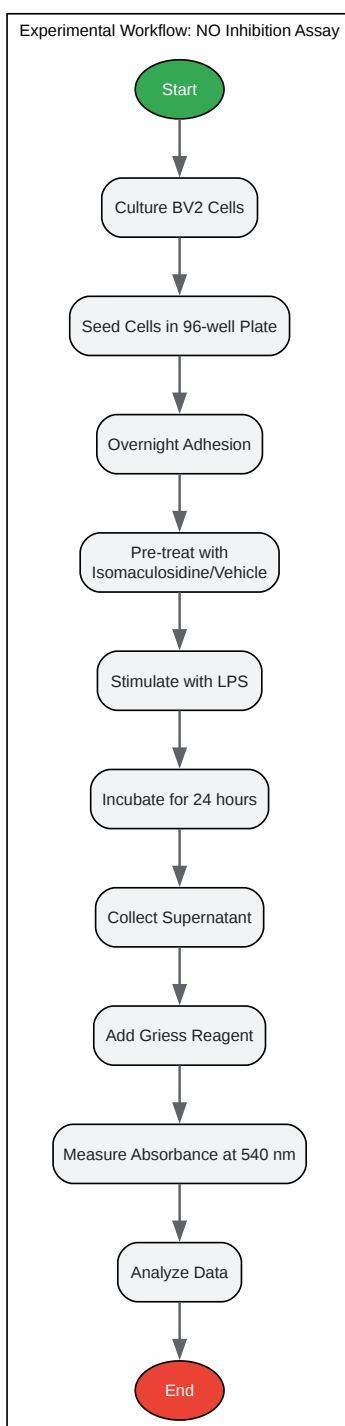 Experimental Workflow: NO Inhibition Assay
Start
Culture BV2 Cells
Seed Cells in 96-well Plate
Overnight Adhesion
Pre-treat with
Isomaculosidine/Vehicle
Stimulate with LPS
Incubate for 24 hours
Collect Supernatant
Add Griess Reagent
Measure Absorbance at 540 nm
Analyze Data
End